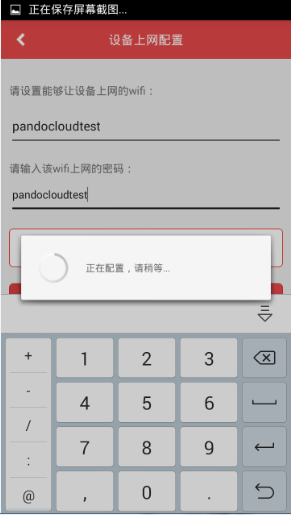 正在保存屏幕截图...
设备上网配置
请设置能够让设备上网的wifi：
pandocloudtest
请输入该wifi上网的密码：
pandocloudtest
正在配置，请稍等...
+ 1 2 3
- 4 5 6
/ 7 8 9
:
@ , 0 .